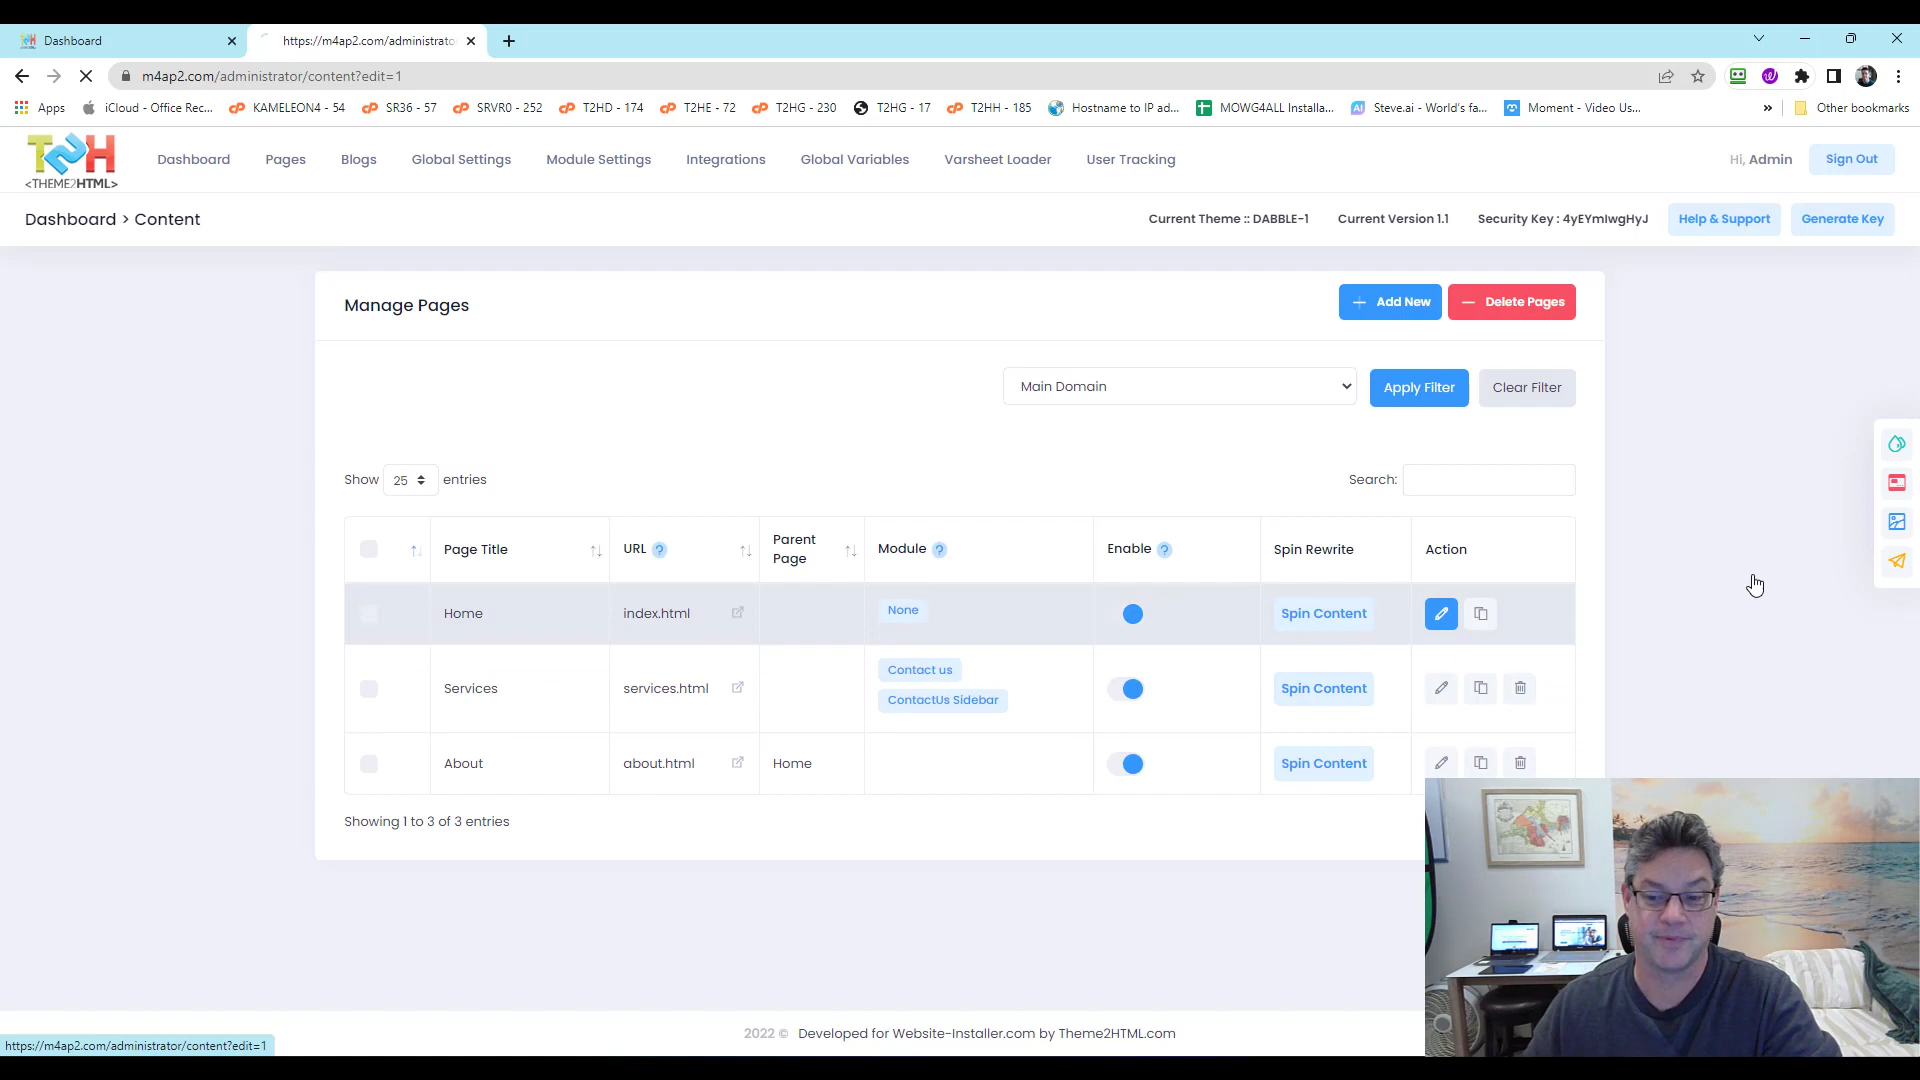 Dashboard
https://m4ap2.com/administrato
m4ap2.com/administrator/content?edit=1
Apps
iCloud - Office Rec...
KAMELEON4 - 54
SR36 - 57
SRVR0 - 252
T2HD - 174
T2HE - 72
T2HG - 230
T2HG - 17
T2HH - 185
Hostname to IP ad...
MOWG4ALL Installa...
Steve.ai - World's fa...
Moment - Video Us...
»
Other bookmarks
T2H
<THEME2HTML>
Dashboard
Pages
Blogs
Global Settings
Module Settings
Integrations
Global Variables
Varsheet Loader
User Tracking
Hi, Admin
Sign Out
Dashboard > Content
Current Theme :: DABBLE-1
Current Version 1.1
Security Key : 4yEYmIwgHyJ
Help & Support
Generate Key
Manage Pages
Add New
Delete Pages
Main Domain
Apply Filter
Clear Filter
Show 25 entries
Search:
Page Title
URL ?
Parent
Page
Module ?
Enable ?
Spin Rewrite
Action
Home
index.html
None
Spin Content
Services
services.html
Contact us
ContactUs Sidebar
Spin Content
About
about.html
Home
Spin Content
Showing 1 to 3 of 3 entries
2022 © Developed for Website-Installer.com by Theme2HTML.com
https://m4ap2.com/administrator/content?edit=1